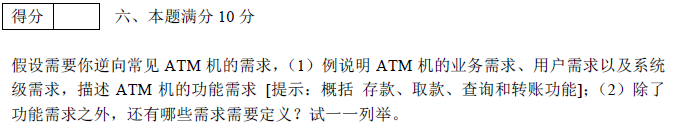 得分 六、本题满分 10 分
假设需要你逆向常见 ATM 机的需求，（1）例说明 ATM 机的业务需求、用户需求以及系统
级需求，描述 ATM 机的功能需求 [提示：概括 存款、取款、查询和转账功能]；（2）除了
功能需求之外，还有哪些需求需要定义？试一一列举。